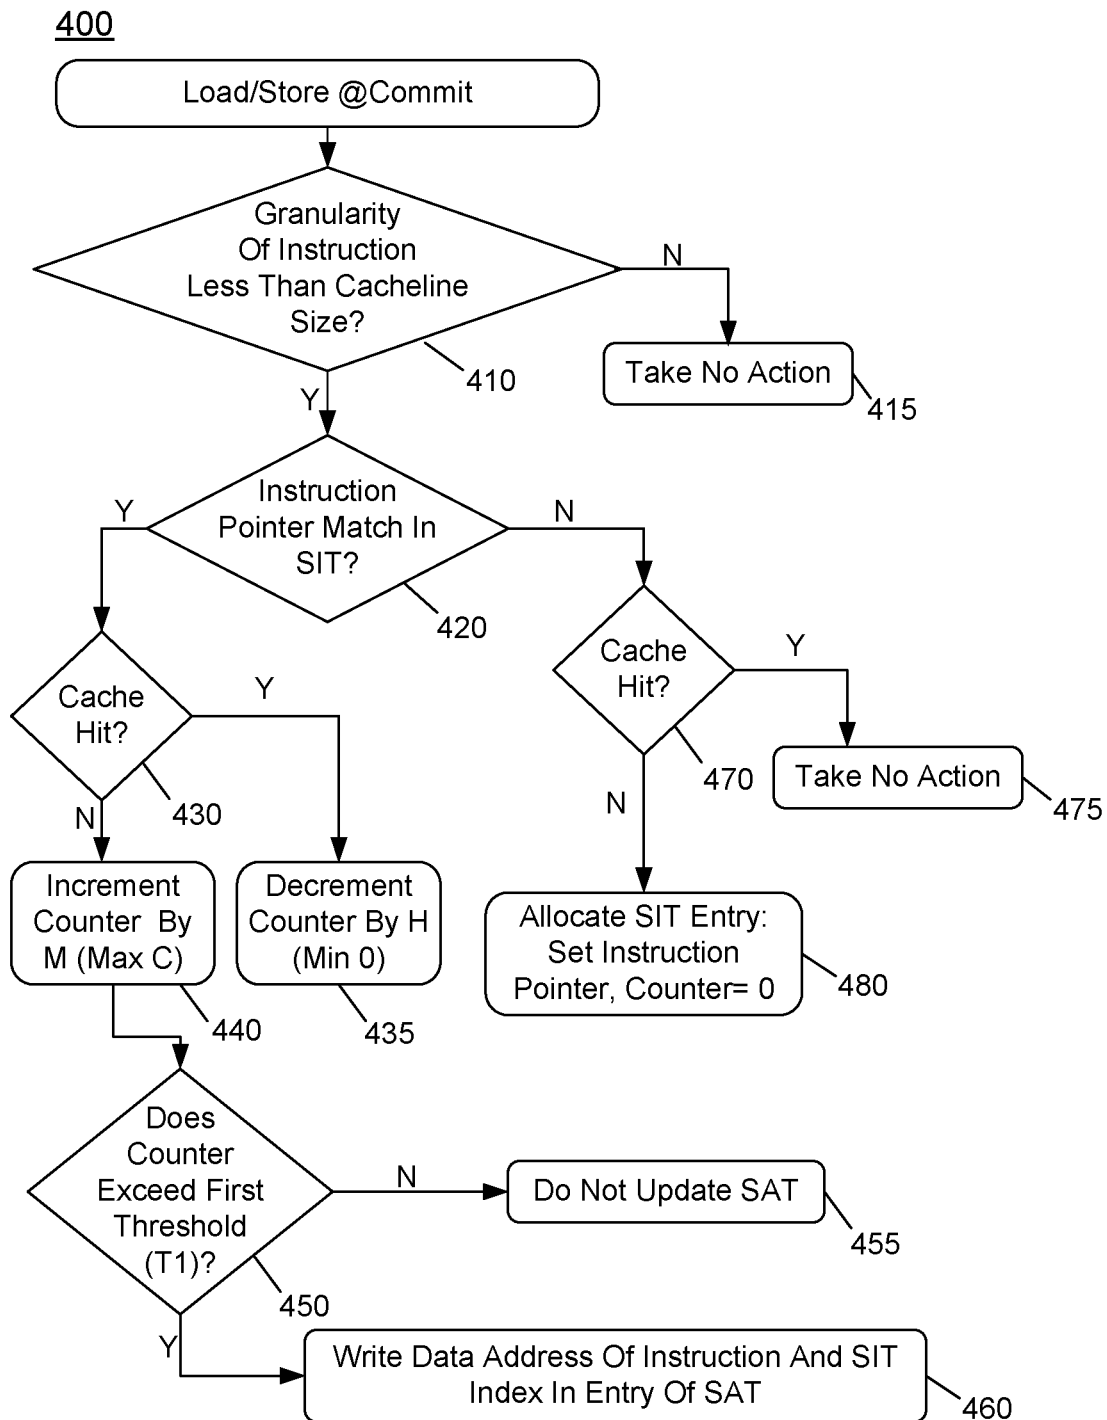 400
Load/Store @Commit
Granularity
Of Instruction
Less Than Cacheline
Size?
N
410
Take No Action
415
Y
Instruction
Pointer Match In
SIT?
Y
N
420
Cache
Hit?
Y
430
N
Cache
Hit?
Y
470
N
Take No Action
475
Increment
Counter By
M (Max C)
440
Decrement
Counter By H
(Min 0)
435
Allocate SIT Entry:
Set Instruction
Pointer, Counter= 0
480
Does
Counter
Exceed First
Threshold
(T1)?
N
450
Do Not Update SAT
455
Y
Write Data Address Of Instruction And SIT
Index In Entry Of SAT
460